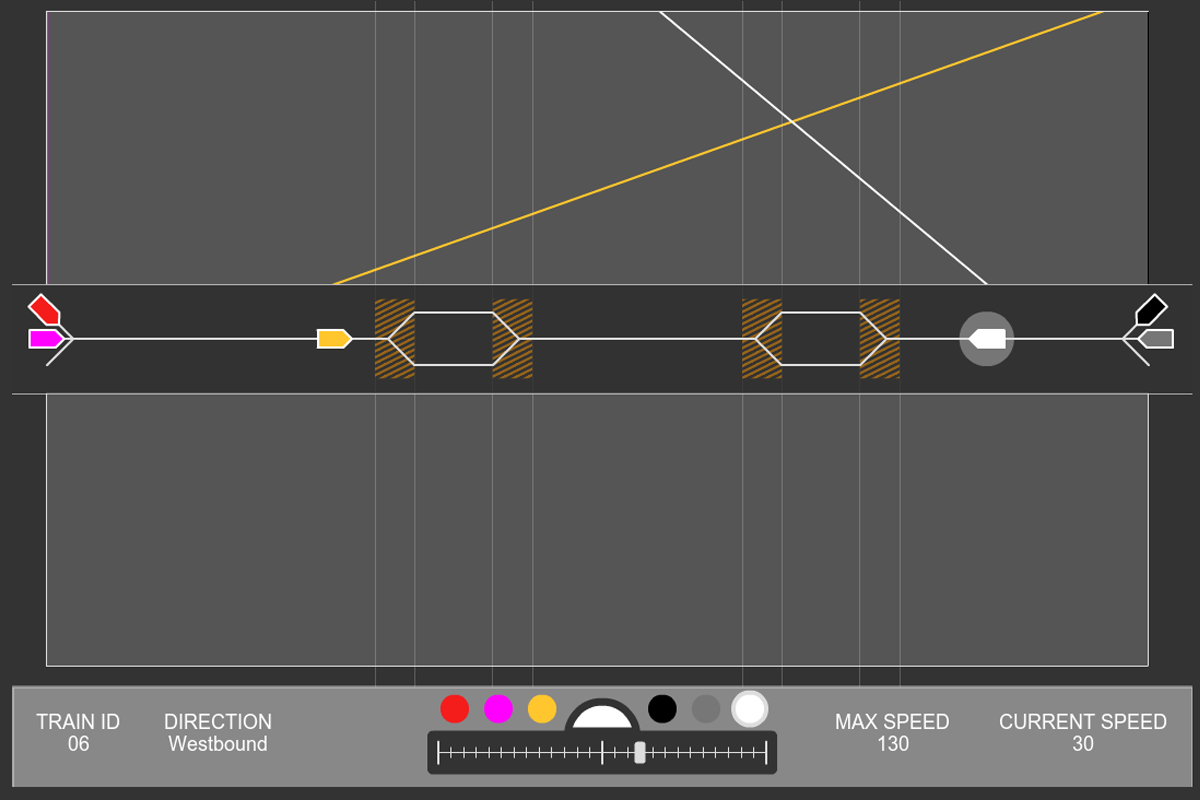 TRAIN ID
06
DIRECTION
Westbound
MAX SPEED
130
CURRENT SPEED
30